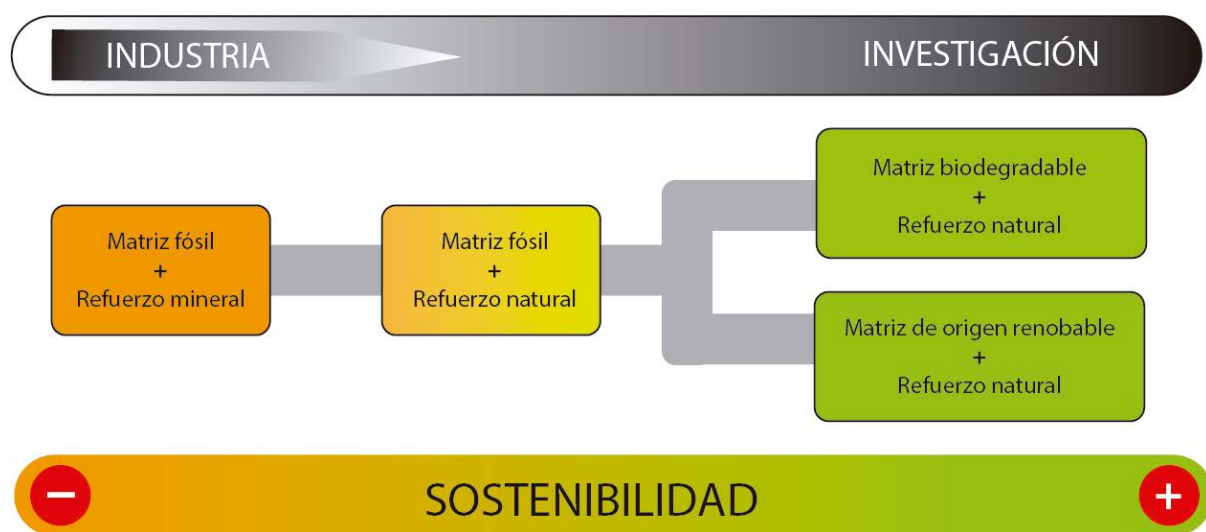 INDUSTRIA
INVESTIGACIÓN
Matriz fósil
+
Refuerzo mineral
Matriz fósil
+
Refuerzo natural
Matriz biodegradable
+
Refuerzo natural
Matriz de origen renobable
+
Refuerzo natural
−
SOSTENIBILIDAD
+